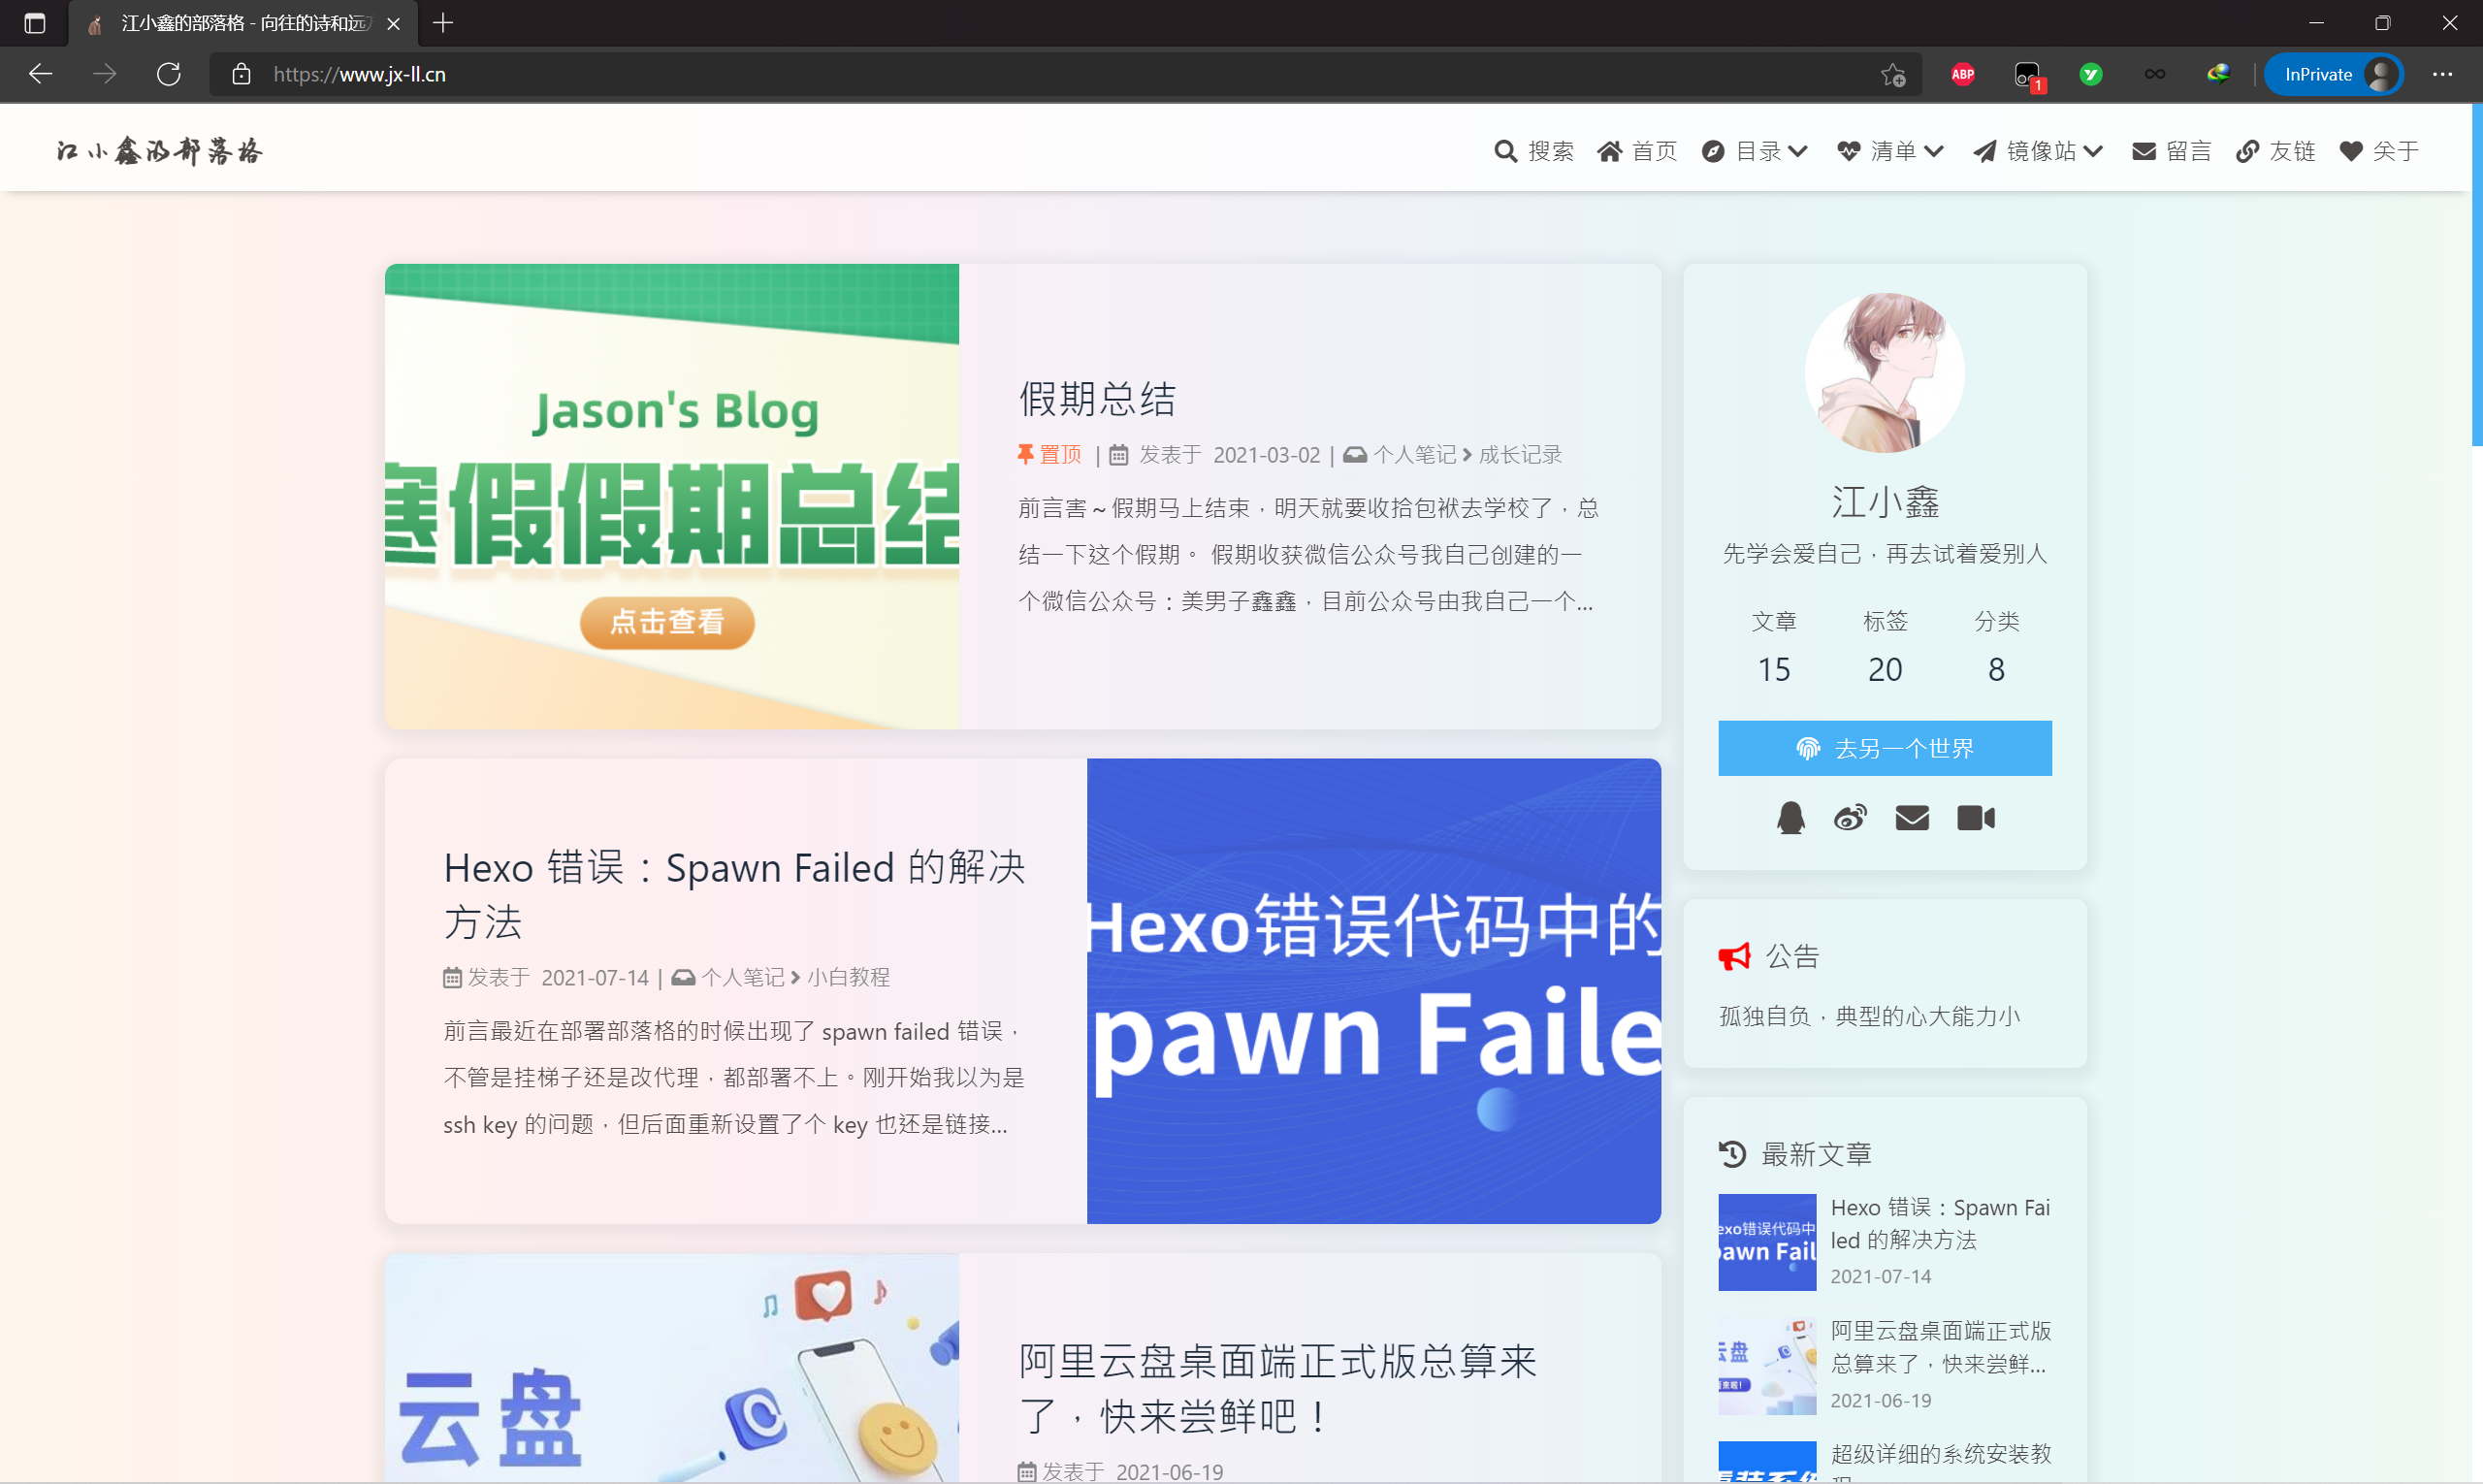 江小鑫的部落格 - 向往的诗和远方
https://www.jx-ll.cn
ABP
1
InPrivate
江小鑫的部落格
搜索 首页 目录 清单 镜像站 留言 友链 关于
Jason's Blog
寒假假期总结
点击查看
假期总结
置顶 | 发表于 2021-03-02 | 个人笔记 成长记录
前言害～假期马上结束，明天就要收拾包袱去学校了，总
结一下这个假期。 假期收获微信公众号我自己创建的一
个微信公众号：美男子鑫鑫，目前公众号由我自己一个...
Hexo 错误：Spawn Failed 的解决
方法
发表于 2021-07-14 | 个人笔记 小白教程
前言最近在部署部落格的时候出现了 spawn failed 错误，
不管是挂梯子还是改代理，都部署不上。刚开始我以为是
ssh key 的问题，但后面重新设置了个 key 也还是链接...
Hexo错误代码中的
pawn Faile
云盘
阿里云盘桌面端正式版总算来
了，快来尝鲜吧！
发表于 2021-06-19
江小鑫
先学会爱自己，再去试着爱别人
文章 标签 分类
15 20 8
去另一个世界
公告
孤独自负，典型的心大能力小
最新文章
exo错误代码中
pawn Fail
Hexo 错误：Spawn Fai
led 的解决方法
2021-07-14
云盘
来啦！
阿里云盘桌面端正式版
总算来了，快来尝鲜...
2021-06-19
超级详细的系统安装教